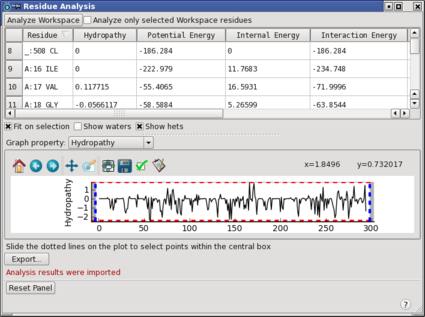 Residue Analysis
Analyze Workspace Analyze only selected Workspace residues
Residue Hydropathy Potential Energy Internal Energy Interaction Energy
8 _:508 CL 0 -186.284 0 -186.284
9 A:16 ILE 0 -222.979 11.7683 -234.748
10 A:17 VAL 0.117715 -55.4065 16.5931 -71.9996
11 A:18 GLY -0.0566117 -58.5884 5.26599 -63.8544
Fit on selection Show waters Show hets
Graph property: Hydropathy
x=1.8496 y=0.732017
Hydropathy
1
0
−1
−2
0 50 100 150 200 250 300
Slide the dotted lines on the plot to select points within the central box
Export...
Analysis results were imported
Reset Panel
?